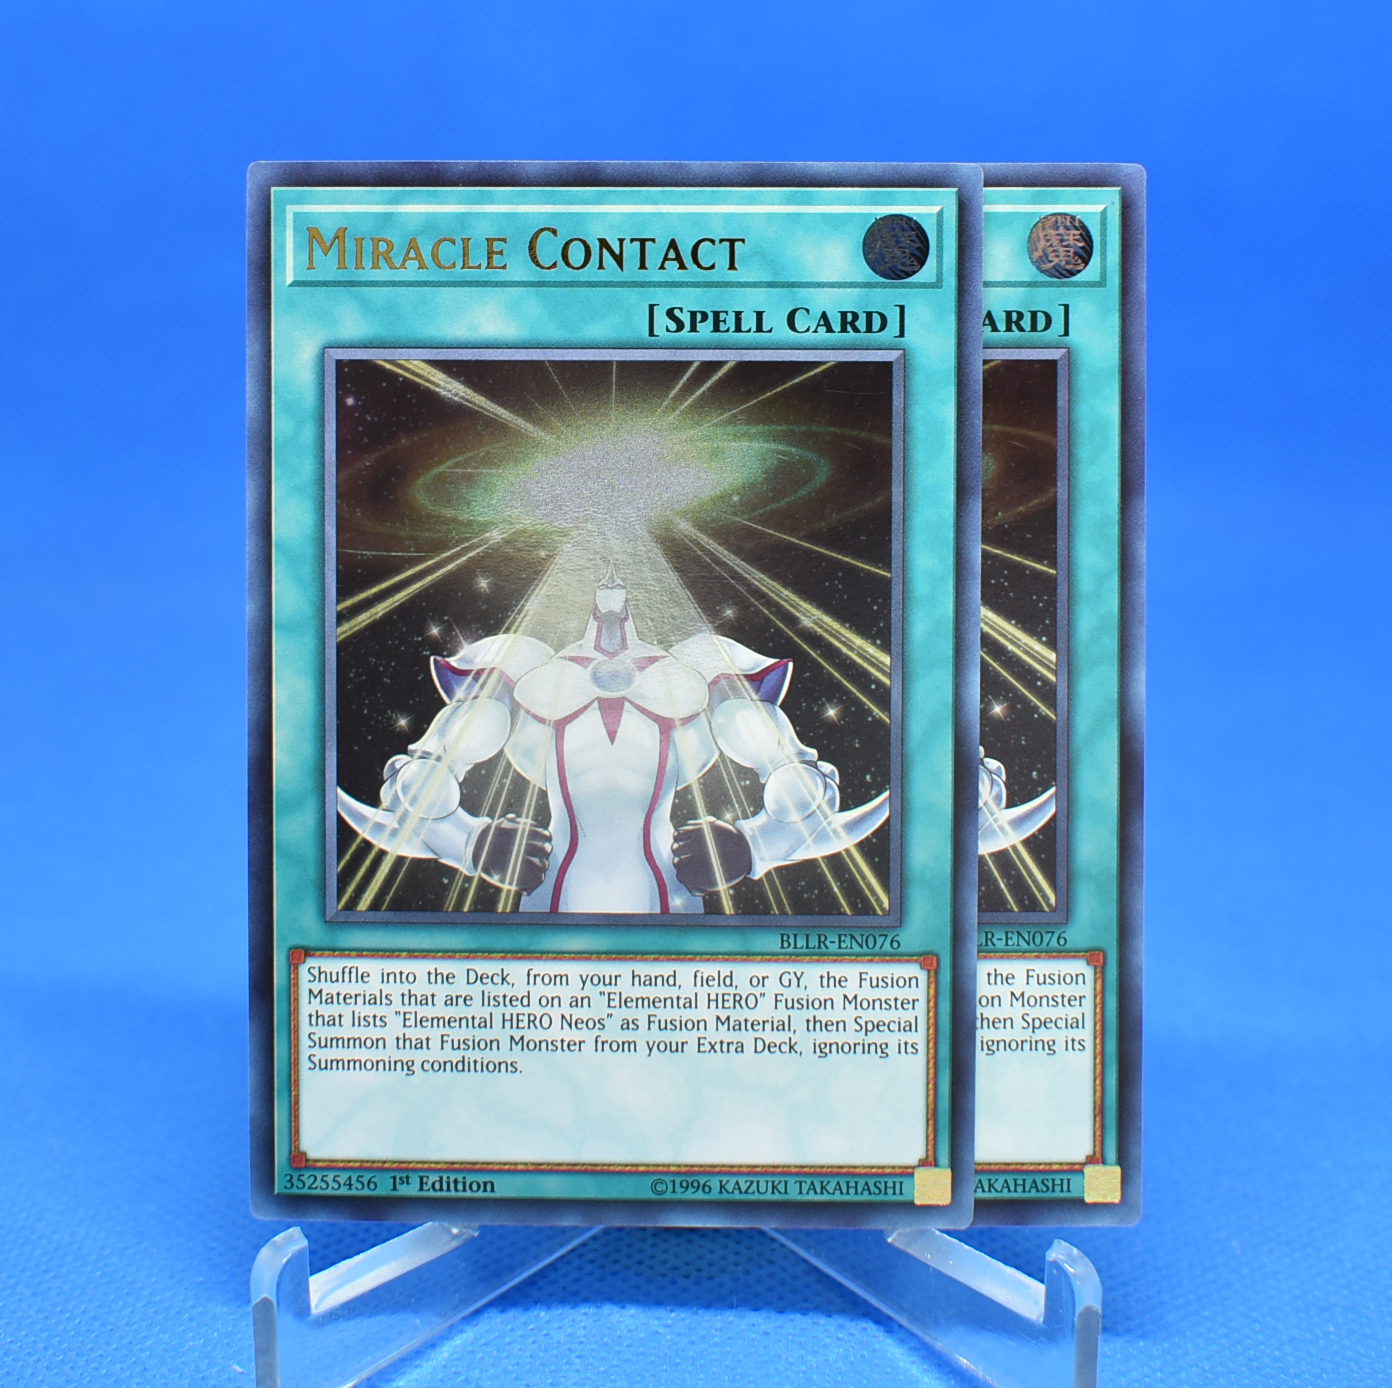 MIRACLE CONTACT
[SPELL CARD]
BLLR-EN076
Shuffle into the Deck, from your hand, field, or GY, the Fusion
Materials that are listed on an "Elemental HERO" Fusion Monster
that lists "Elemental HERO Neos" as Fusion Material, then Special
Summon that Fusion Monster from your Extra Deck, ignoring its
Summoning conditions.
35255456 1st Edition
©1996 KAZUKI TAKAHASHI
ARD]
LR-EN076
the Fusion
on Monster
then Special
ignoring its
AKAHASHI